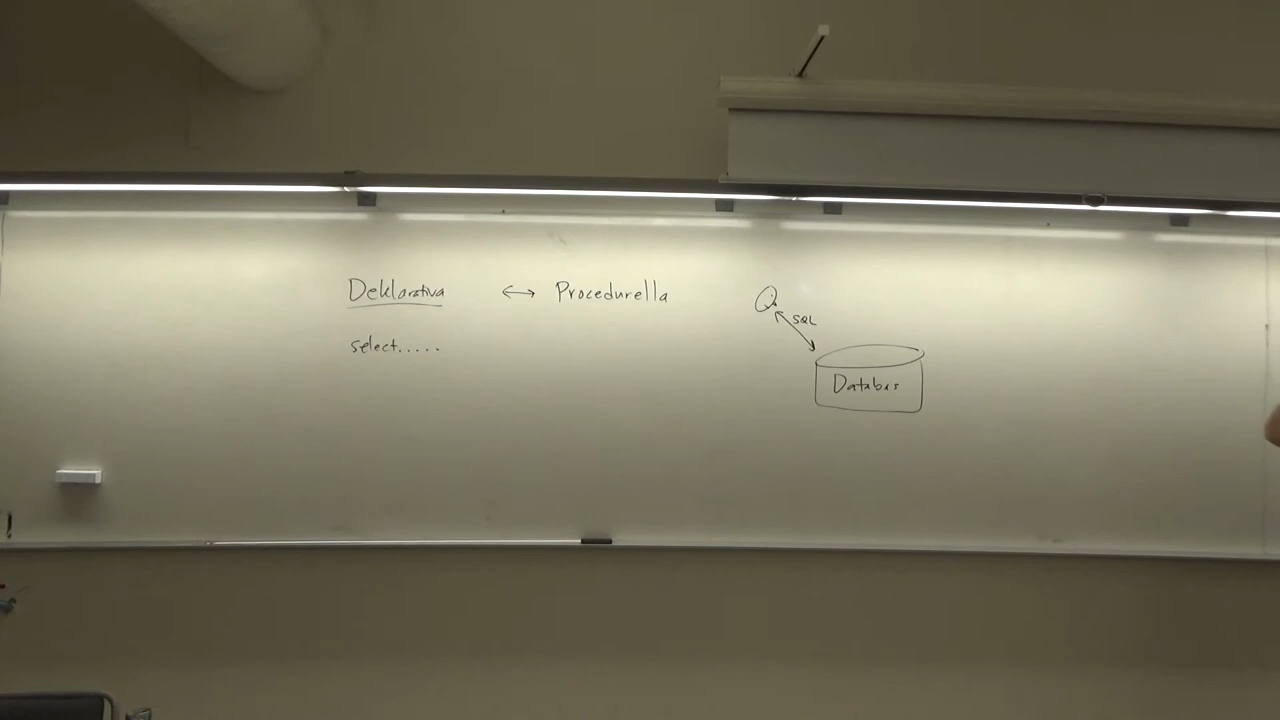 Deklarativa ↔ Procedurella
select.....
Q
SQL
Databas